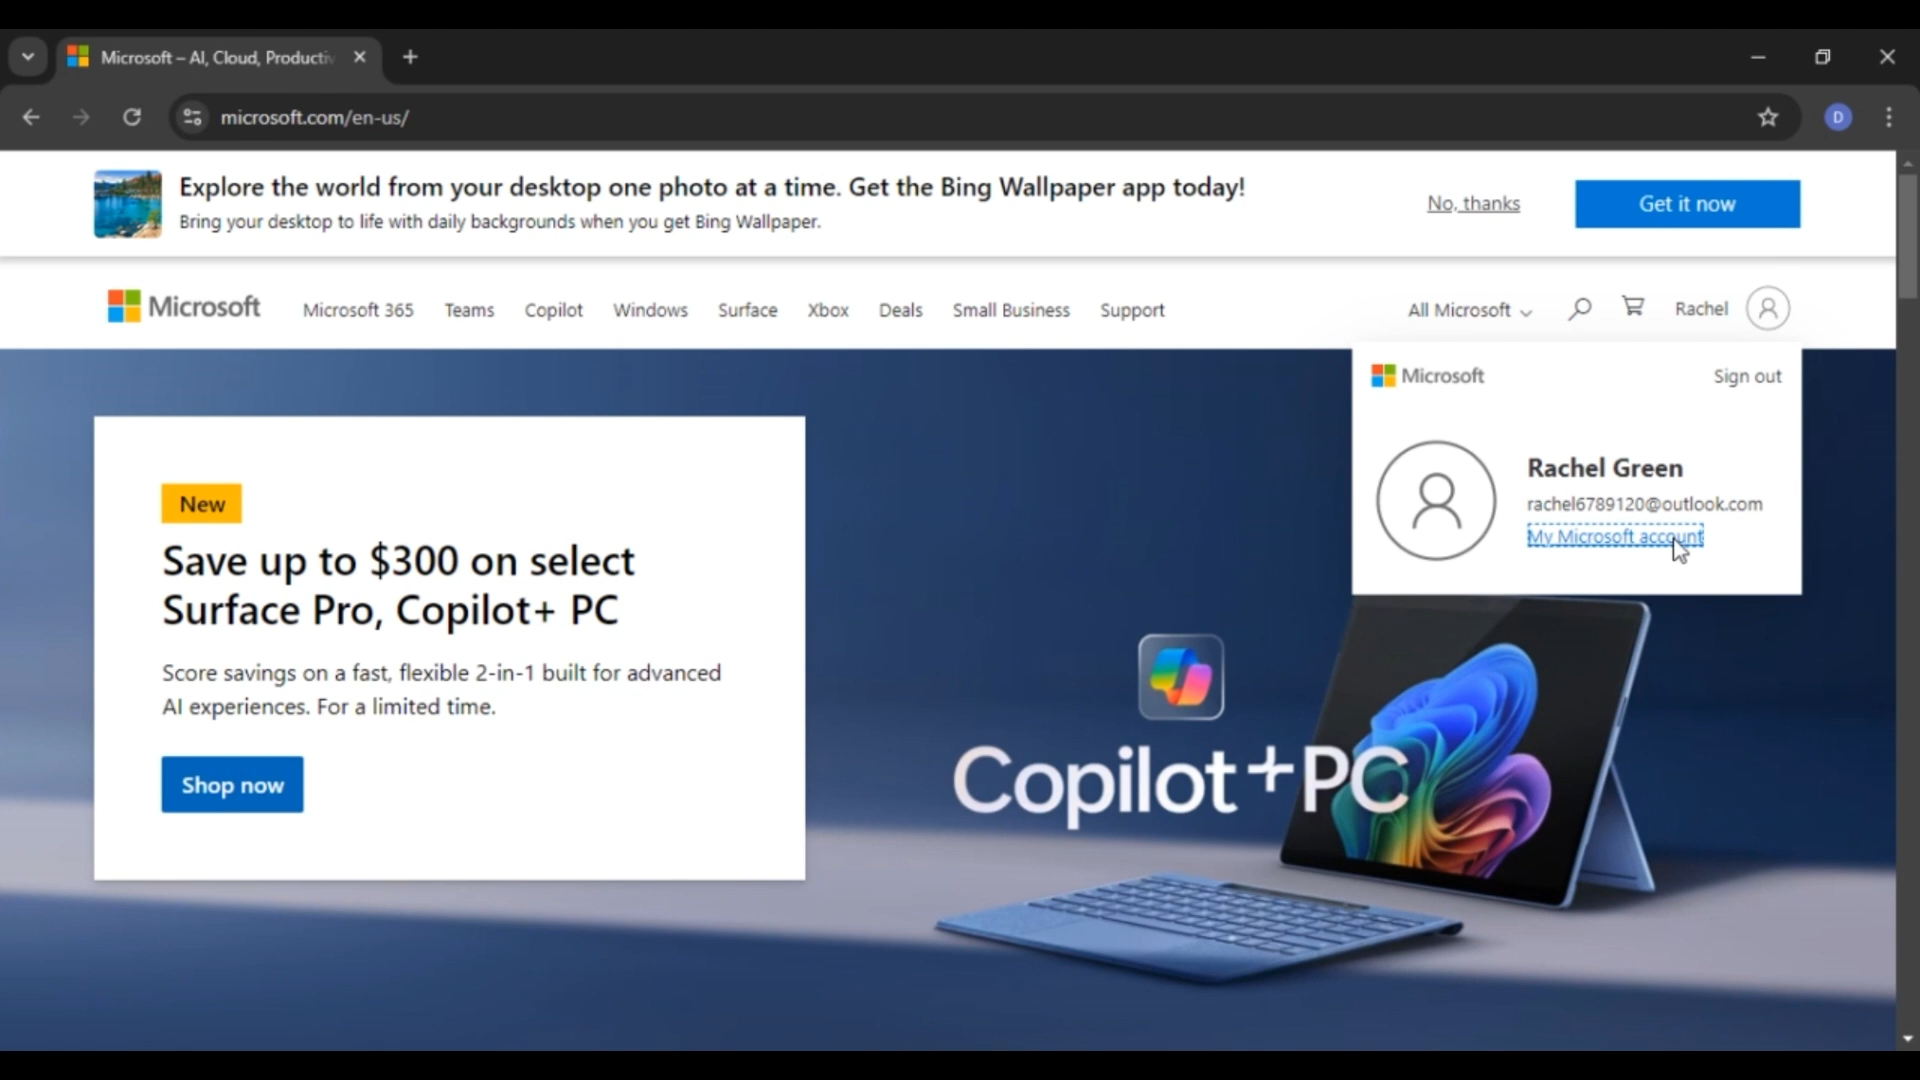 Microsoft – AI, Cloud, Productiv
microsoft.com/en-us/
D
Explore the world from your desktop one photo at a time. Get the Bing Wallpaper app today!
Bring your desktop to life with daily backgrounds when you get Bing Wallpaper.
No, thanks
Get it now
Microsoft
Microsoft 365
Teams
Copilot
Windows
Surface
Xbox
Deals
Small Business
Support
All Microsoft
Rachel
Microsoft
Sign out
Rachel Green
rachel6789120@outlook.com
My Microsoft account
New
Save up to $300 on select
Surface Pro, Copilot+ PC
Score savings on a fast, flexible 2-in-1 built for advanced
AI experiences. For a limited time.
Shop now
Copilot+PC